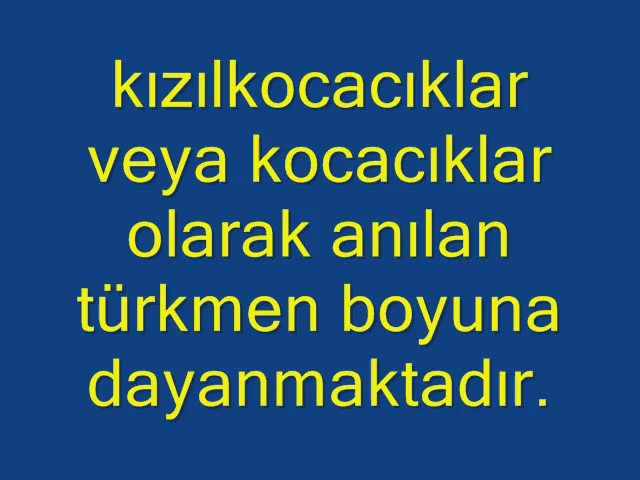 kızılkocacıklar
veya kocacıklar
olarak anılan
türkmen boyuna
dayanmaktadır.